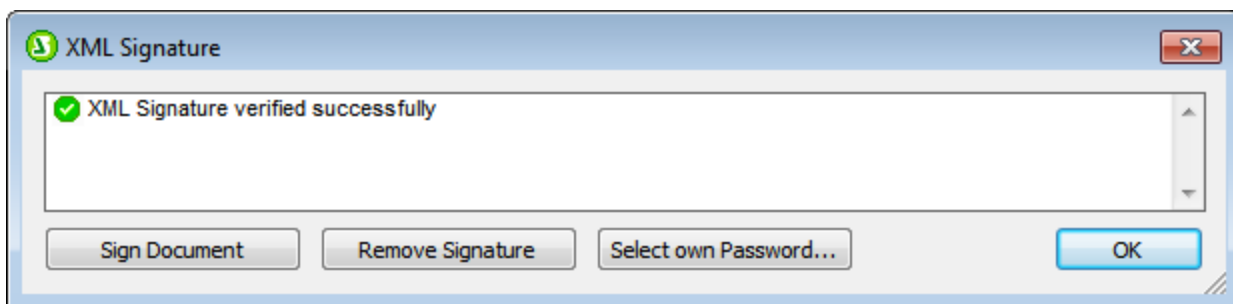 XML Signature
XML Signature verified successfully
Sign Document Remove Signature Select own Password... OK